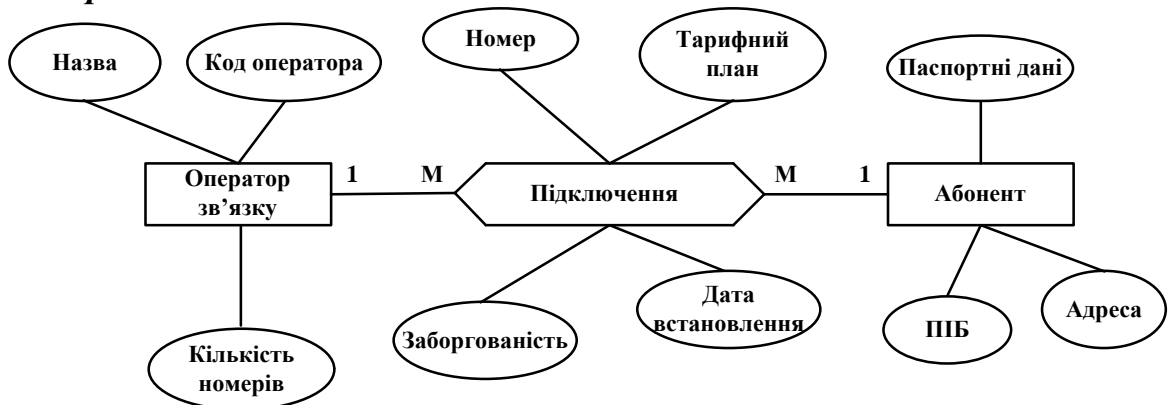 Номер
Тарифний
план
Назва
Код оператора
Паспортні дані
Оператор
зв’язку
1
М
Підключення
М
1
Абонент
Дата
встановлення
Адреса
ПІБ
Заборгованість
Кількість
номерів